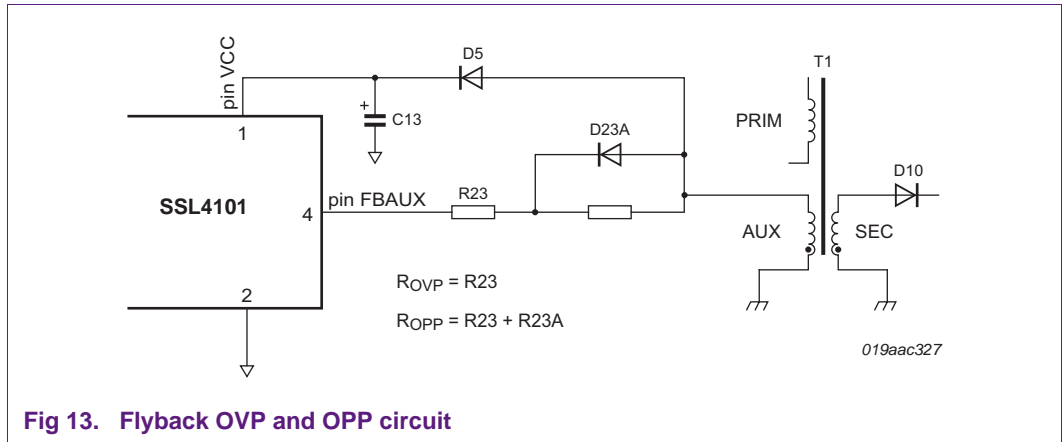 D5
T1
pin VCC
+
C13
PRIM
1
D23A
D10
SSL4101
4
pin FBAUX
R23
AUX
SEC
ROVP = R23
2
ROPP = R23 + R23A
019aac327
Fig 13. Flyback OVP and OPP circuit